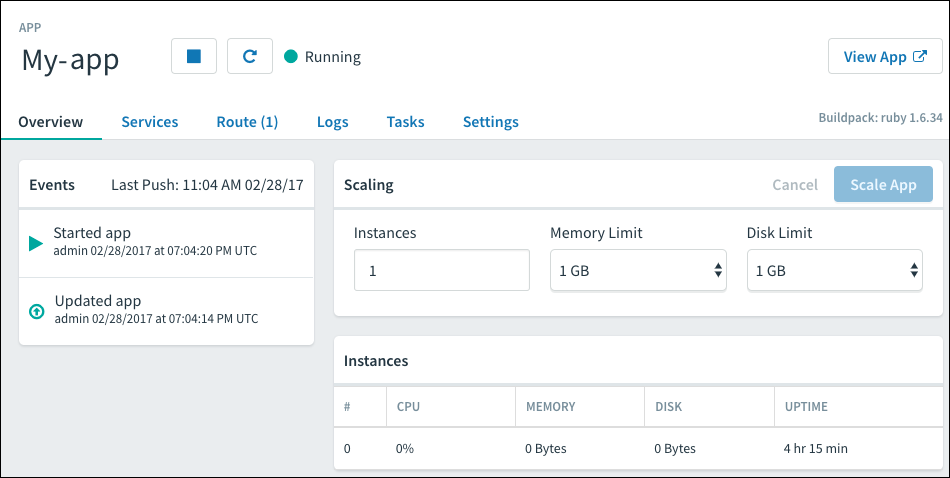 APP
My-app
Running
View App
Overview Services Route (1) Logs Tasks Settings
Buildpack: ruby 1.6.34
Events Last Push: 11:04 AM 02/28/17
Started app
admin 02/28/2017 at 07:04:20 PM UTC
Updated app
admin 02/28/2017 at 07:04:14 PM UTC
Scaling Cancel Scale App
Instances Memory Limit Disk Limit
1 1 GB 1 GB
Instances
# CPU MEMORY DISK UPTIME
0 0% 0 Bytes 0 Bytes 4 hr 15 min